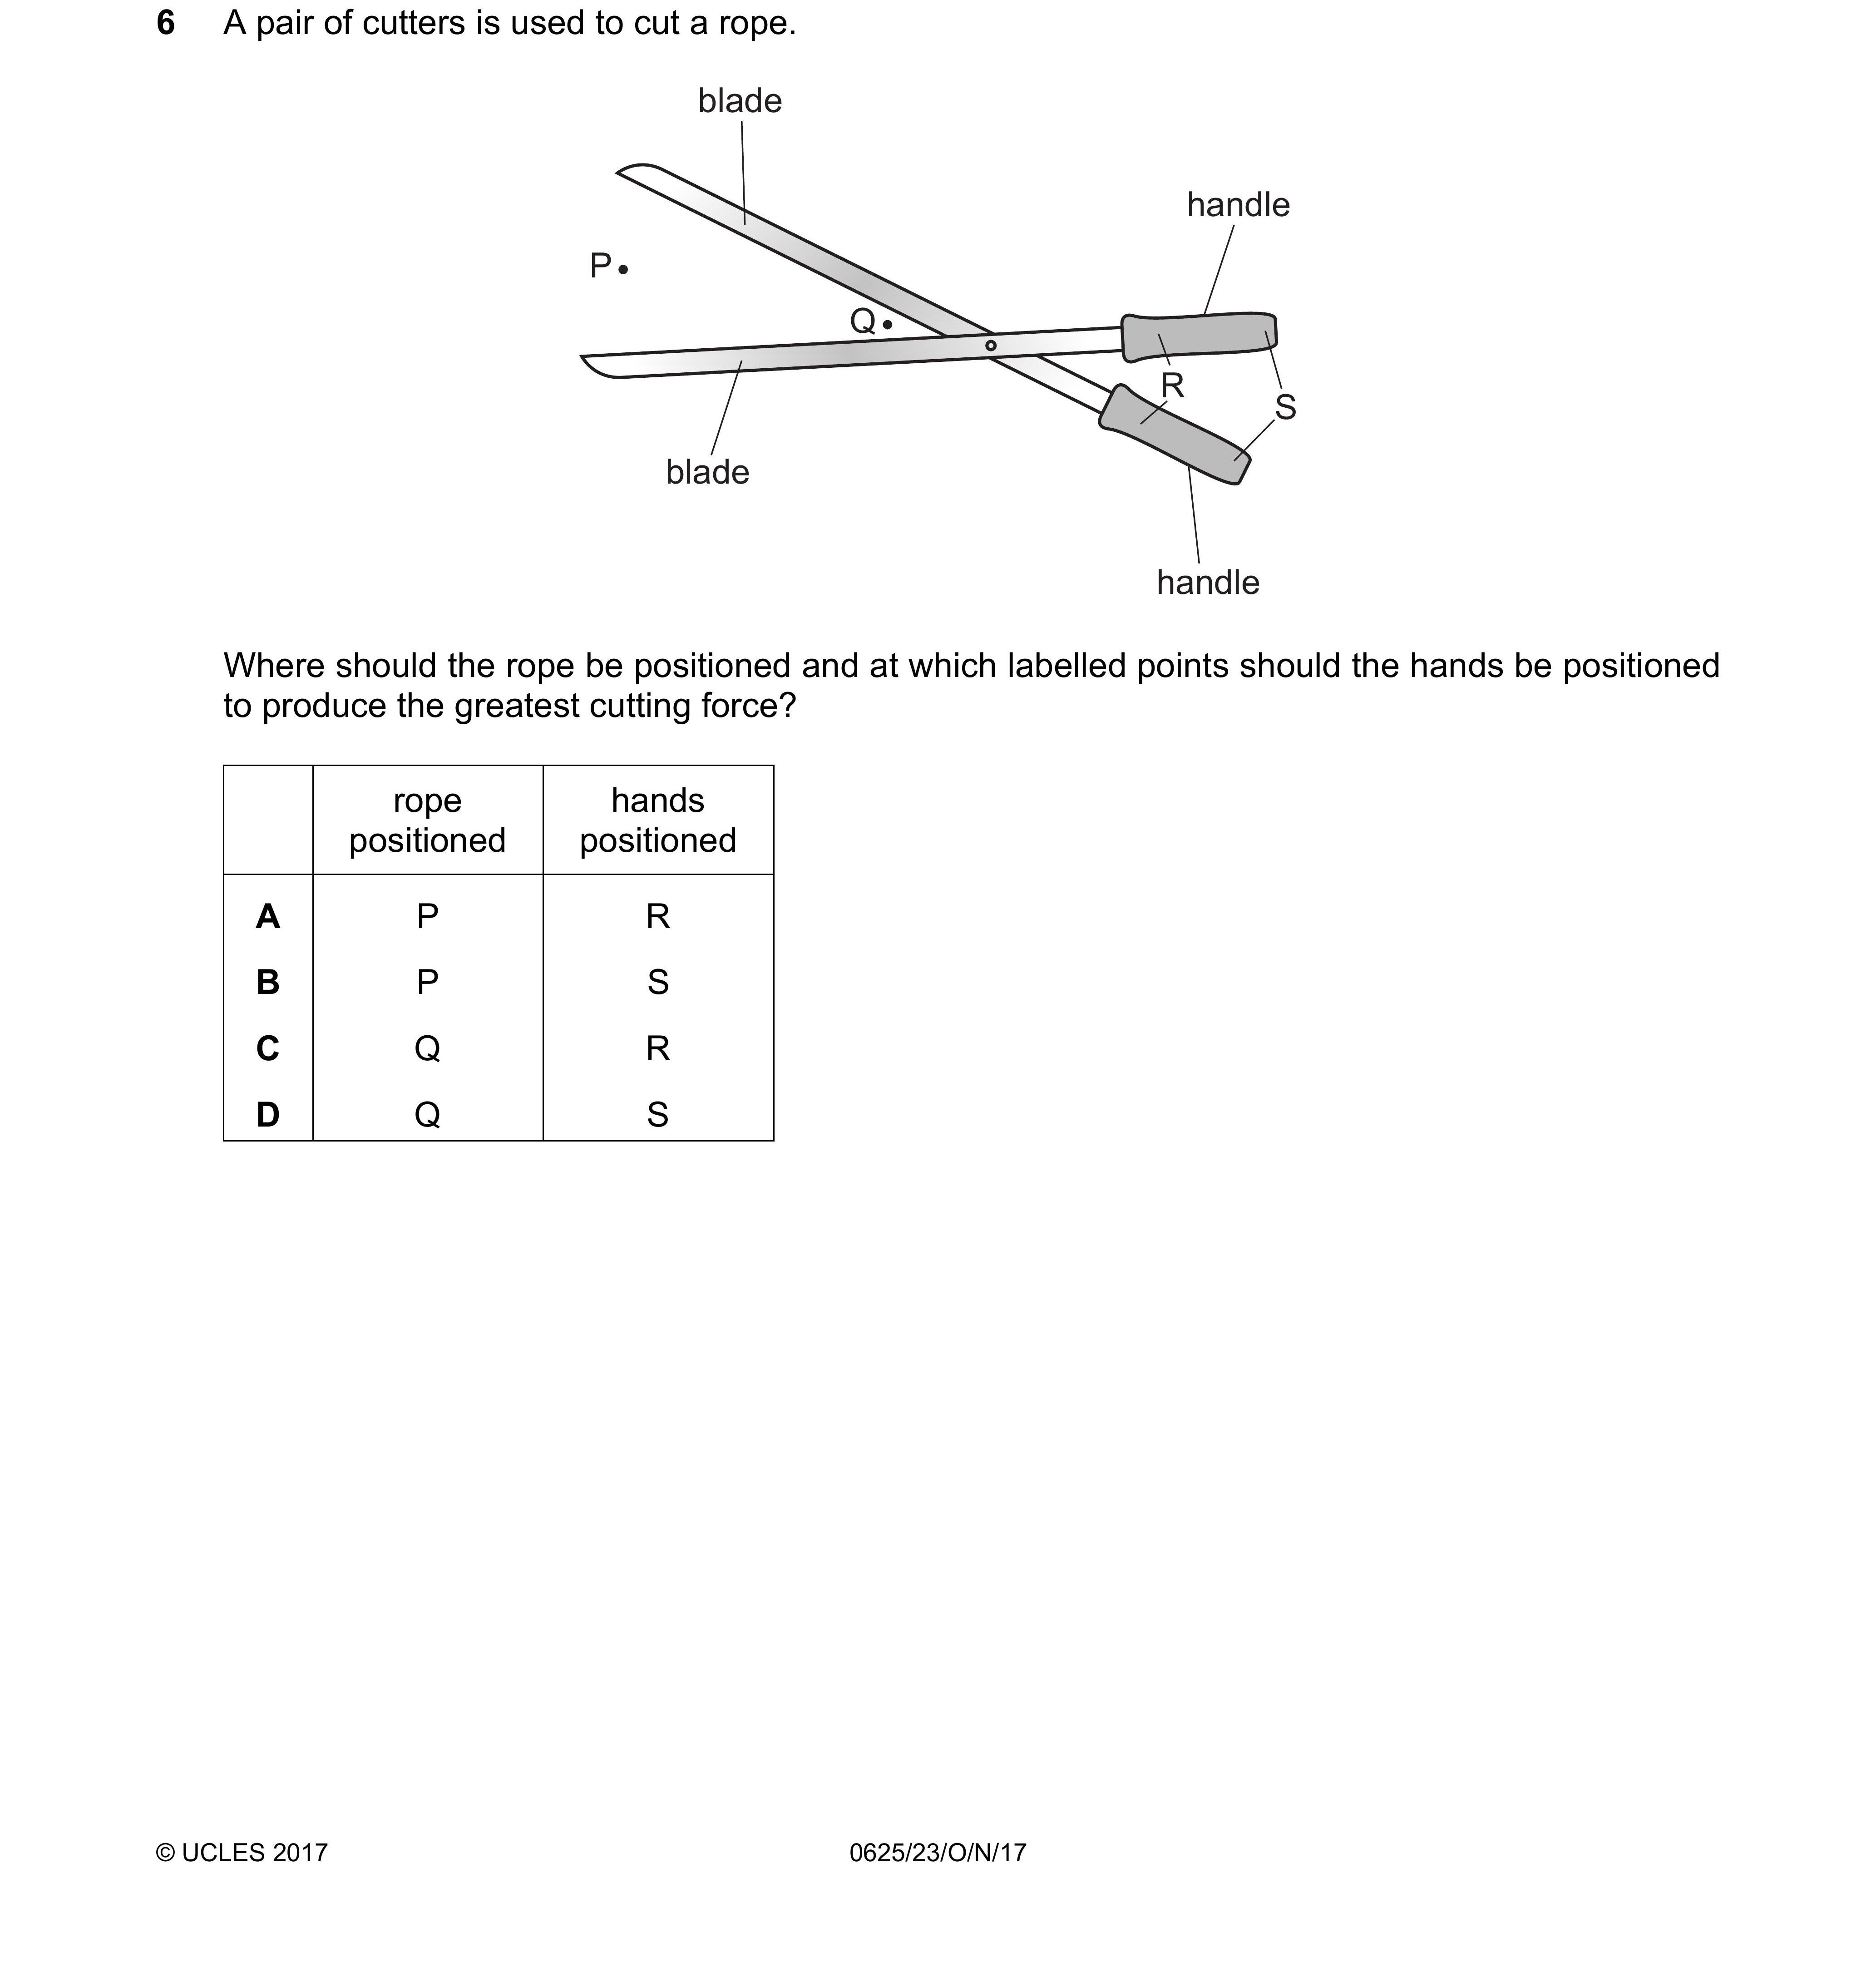 6 A pair of cutters is used to cut a rope.
blade
handle
P
Q
R
S
blade
handle
Where should the rope be positioned and at which labelled points should the hands be positioned
to produce the greatest cutting force?
rope positioned hands positioned
A P R
B P S
C Q R
D Q S
© UCLES 2017 0625/23/O/N/17